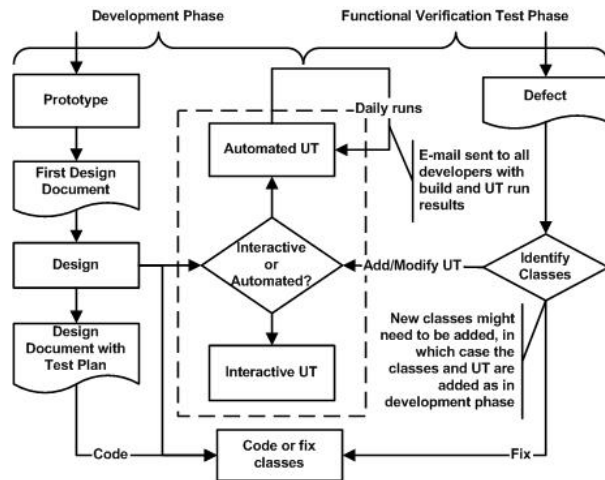 Development Phase
Functional Verification Test Phase
Prototype
Defect
Daily runs
Automated UT
First Design
Document
E-mail sent to all
developers with
build and UT run
results
Design
Interactive
or
Automated?
Add/Modify UT
Identify
Classes
Design
Document with
Test Plan
Interactive UT
New classes might
need to be added, in
which case the
classes and UT are
added as in
development phase
Code
Code or fix
classes
Fix